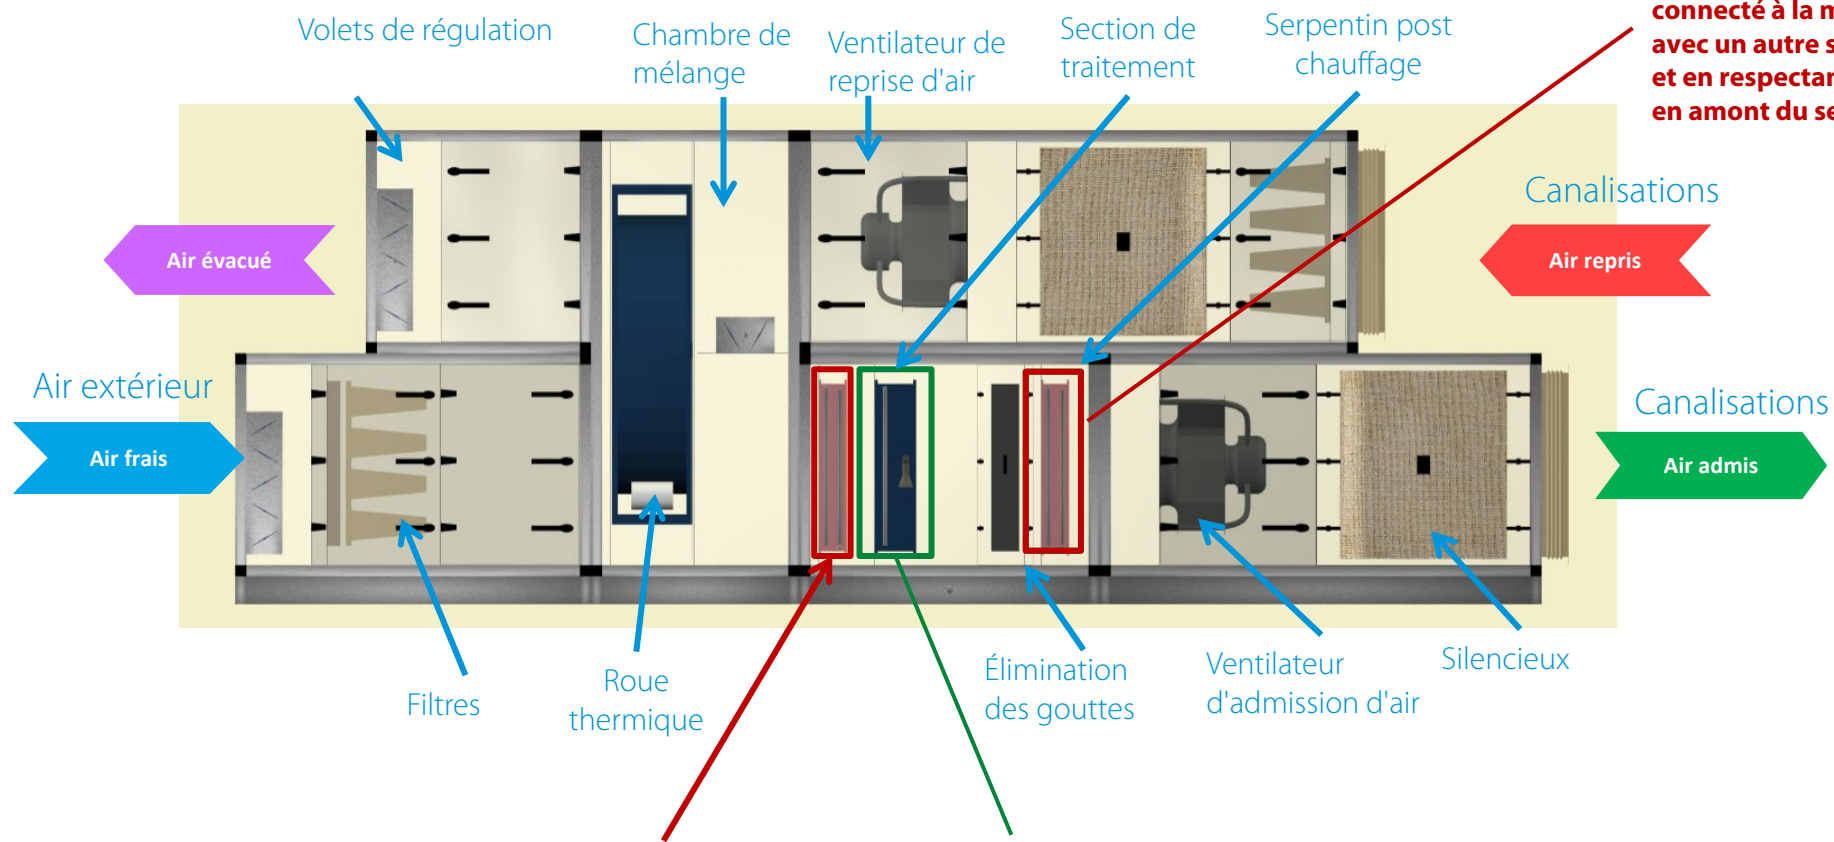 connecté à la m
avec un autre s
et en respectan
en amont du se
Volets de régulation
Chambre de
mélange
Ventilateur de
reprise d'air
Section de
traitement
Serpentin post
chauffage
Canalisations
Air évacué
Air repris
Air extérieur
Air frais
Canalisations
Air admis
Filtres
Roue
thermique
Élimination
des gouttes
Ventilateur
d'admission d'air
Silencieux